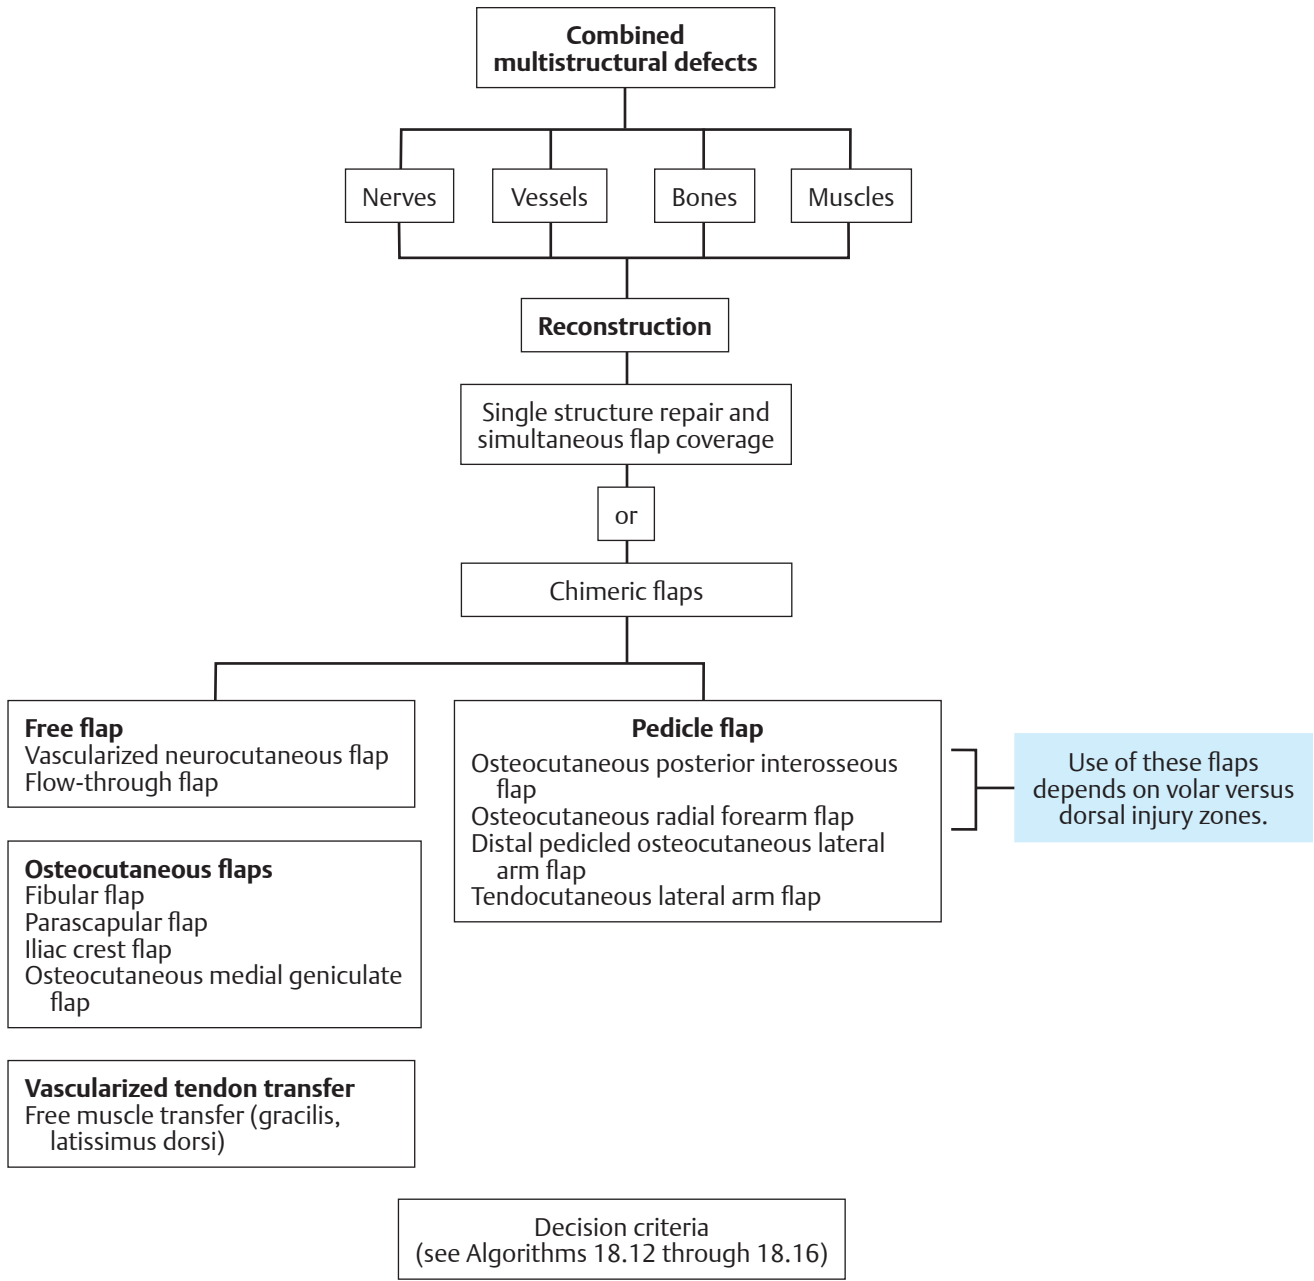 Combined
multistructural defects
Nerves
Vessels
Bones
Muscles
Reconstruction
Single structure repair and
simultaneous flap coverage
or
Chimeric flaps
Free flap
Vascularized neurocutaneous flap
Flow-through flap
Osteocutaneous flaps
Fibular flap
Parascapular flap
Iliac crest flap
Osteocutaneous medial geniculate
flap
Vascularized tendon transfer
Free muscle transfer (gracilis,
latissimus dorsi)
Pedicle flap
Osteocutaneous posterior interosseous
flap
Osteocutaneous radial forearm flap
Distal pedicled osteocutaneous lateral
arm flap
Tendocutaneous lateral arm flap
Use of these flaps
depends on volar versus
dorsal injury zones.
Decision criteria
(see Algorithms 18.12 through 18.16)